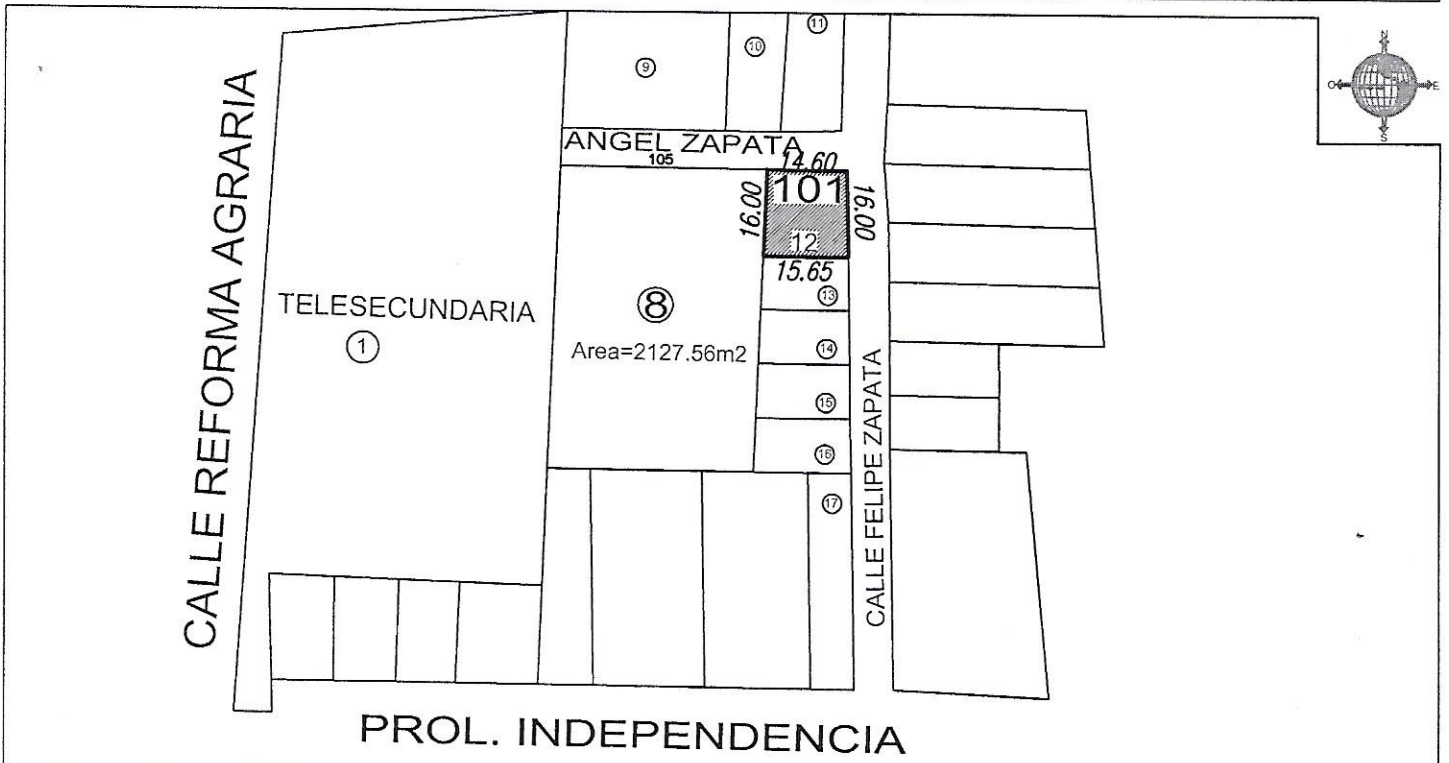 11
10
9
N
O
E
S
CALLE REFORMA AGRARIA
ANGEL ZAPATA
105
14.60
101
16.00
16.00
12
15.65
13
TELESECUNDARIA
8
1
Area=2127.56m2
14
15
16
17
CALLE FELIPE ZAPATA
PROL. INDEPENDENCIA